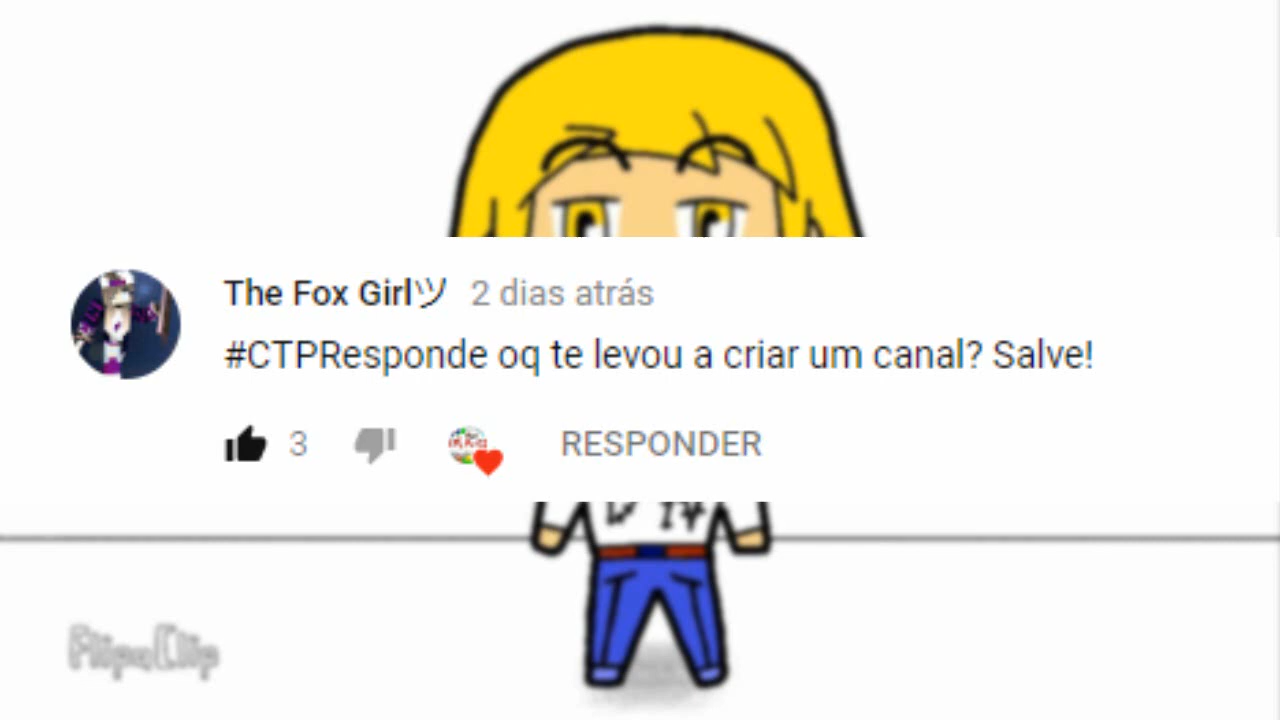 The Fox Girlツ 2 dias atrás
#CTPResponde oq te levou a criar um canal? Salve!
3 RESPONDER
FlipaClip